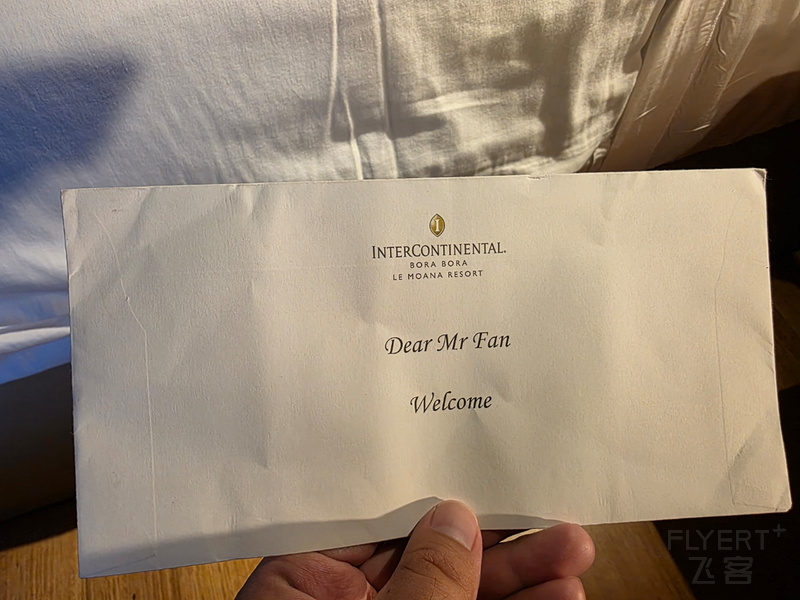 I
INTERCONTINENTAL.
BORA BORA
LE MOANA RESORT
Dear Mr Fan
Welcome
FLYERT+
飞客